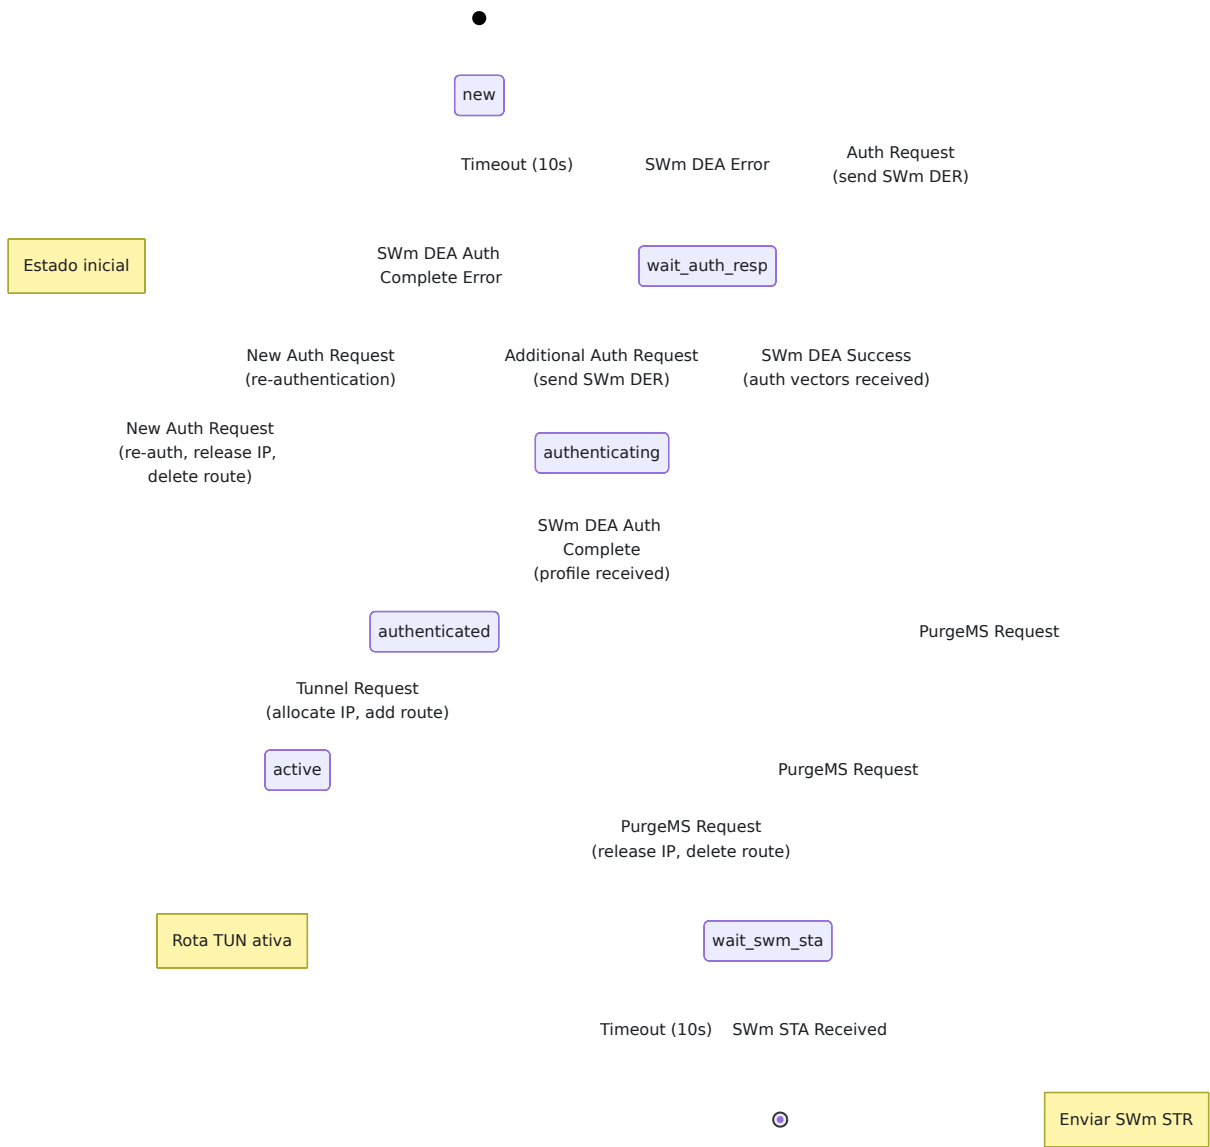 new
Timeout (10s)
SWm DEA Error
Auth Request
(send SWm DER)
Estado inicial
SWm DEA Auth
Complete Error
wait_auth_resp
New Auth Request
(re-authentication)
Additional Auth Request
(send SWm DER)
SWm DEA Success
(auth vectors received)
New Auth Request
(re-auth, release IP,
delete route)
authenticating
SWm DEA Auth
Complete
(profile received)
authenticated
PurgeMS Request
Tunnel Request
(allocate IP, add route)
active
PurgeMS Request
PurgeMS Request
(release IP, delete route)
Rota TUN ativa
wait_swm_sta
Timeout (10s)
SWm STA Received
Enviar SWm STR